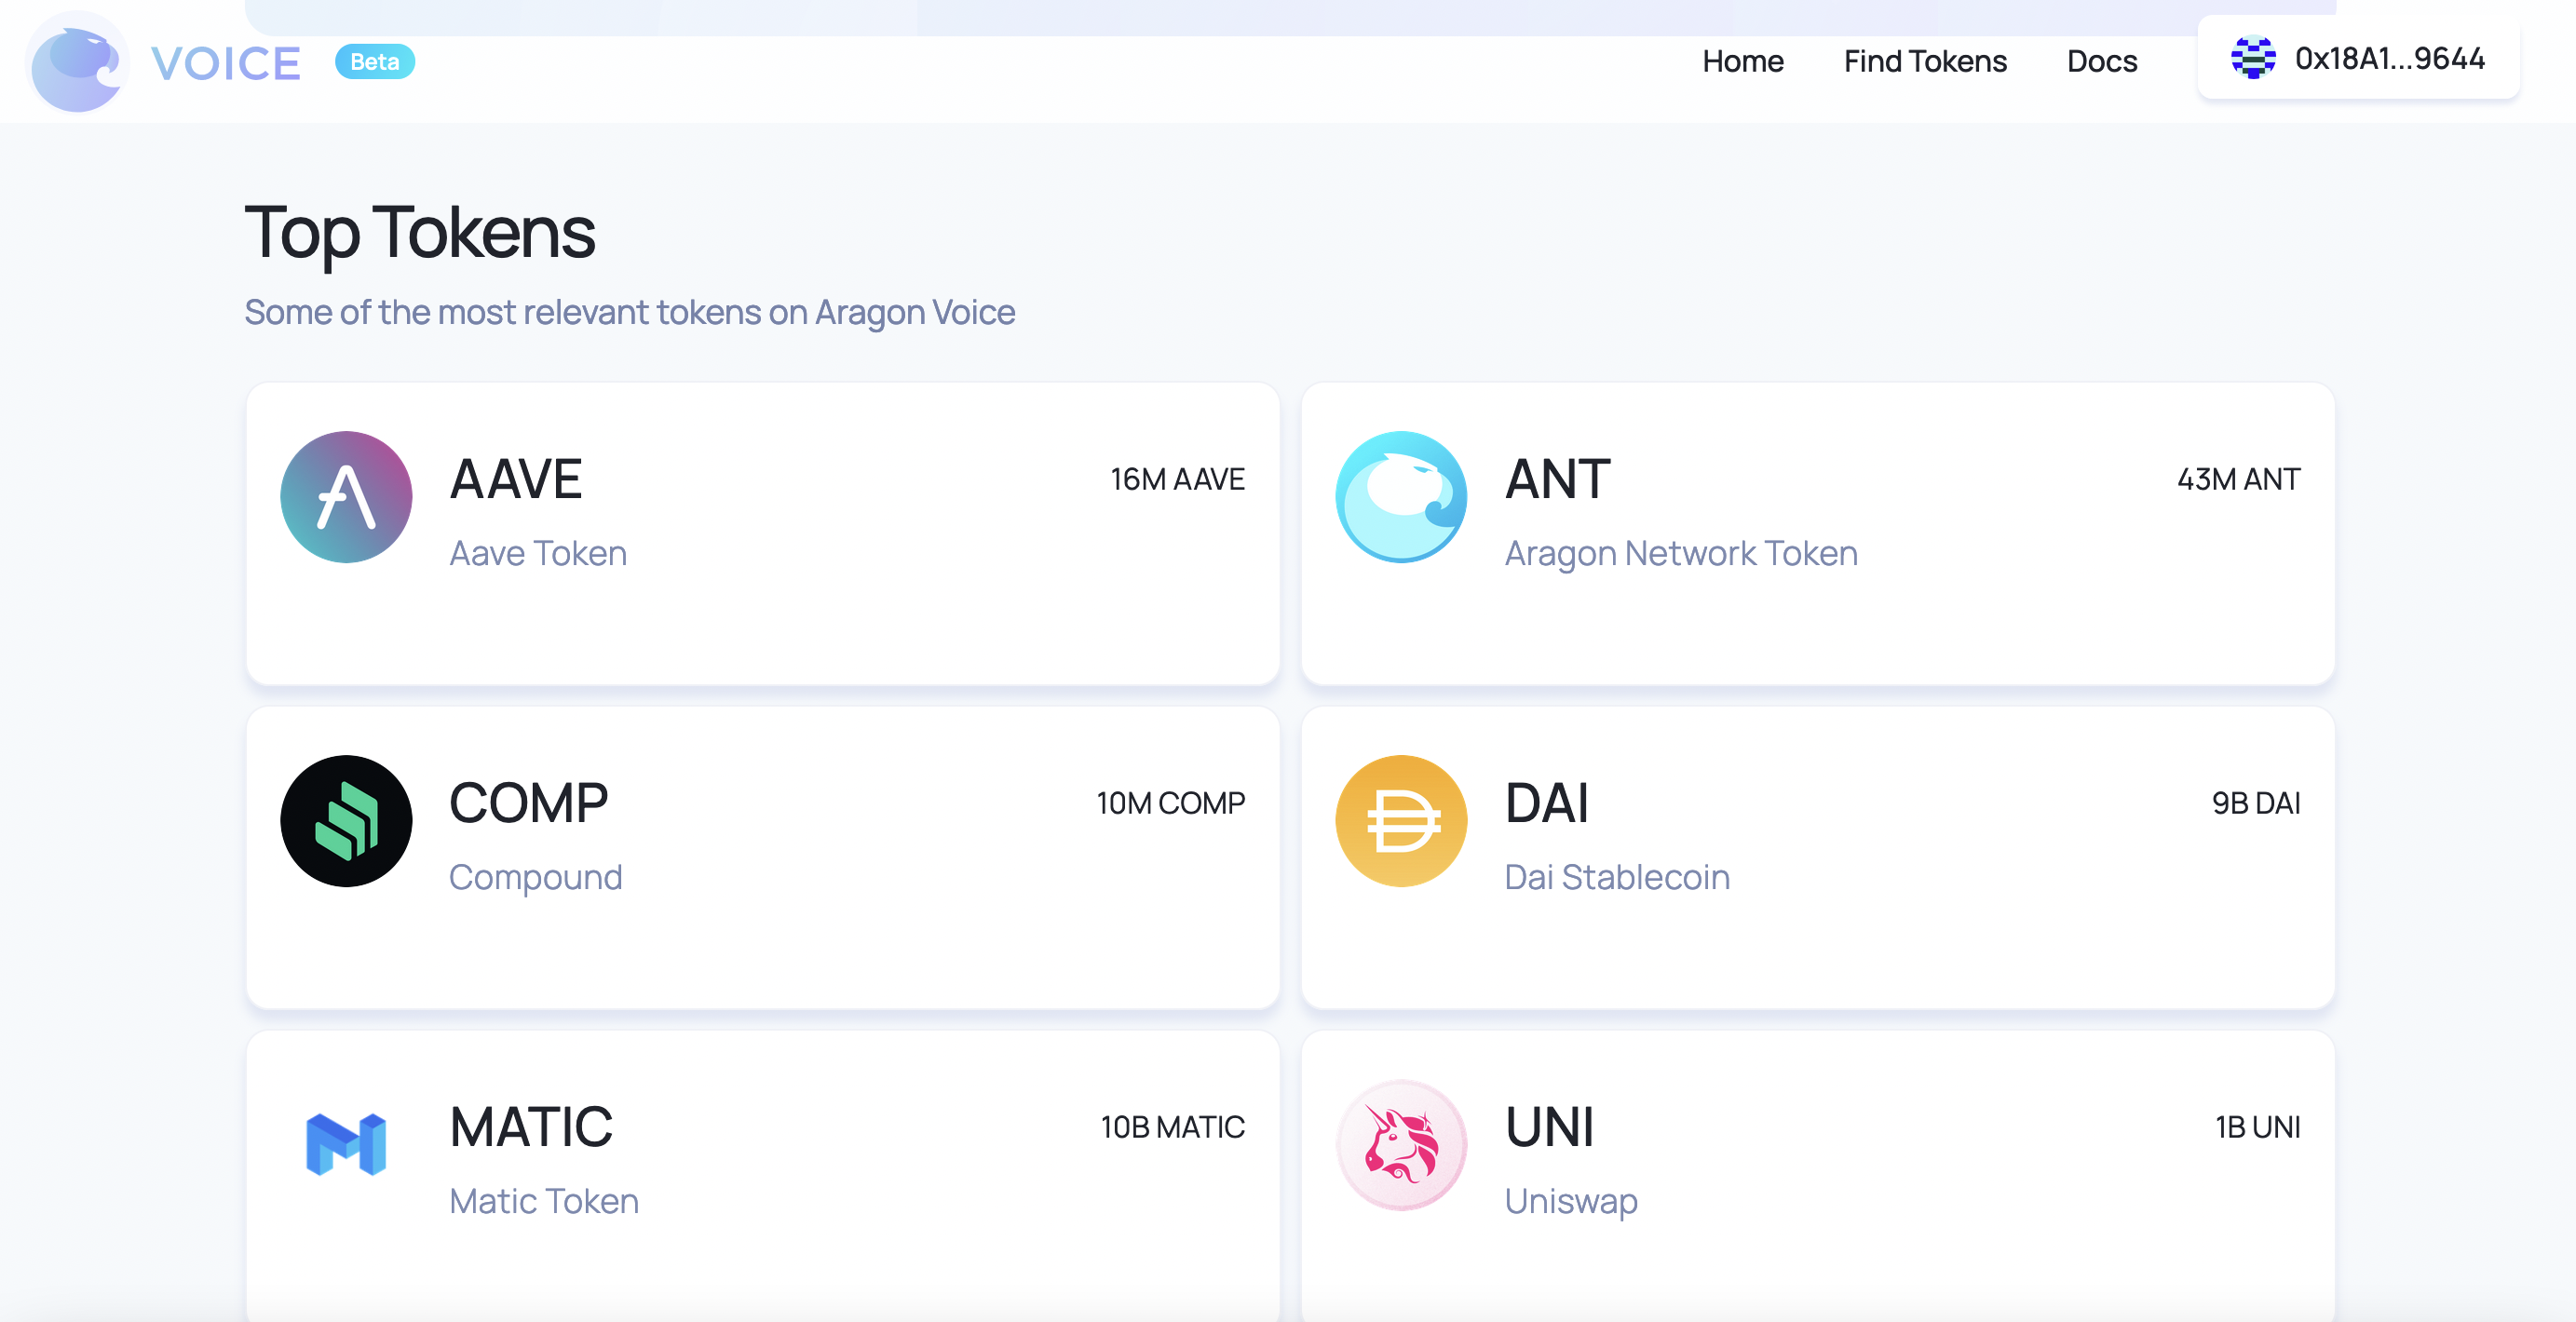 VOICE Beta Home Find Tokens Docs 0x18A1...9644
Top Tokens
Some of the most relevant tokens on Aragon Voice
AAVE 16M AAVE
Aave Token
ANT 43M ANT
Aragon Network Token
COMP 10M COMP
Compound
DAI 9B DAI
Dai Stablecoin
MATIC 10B MATIC
Matic Token
UNI 1B UNI
Uniswap